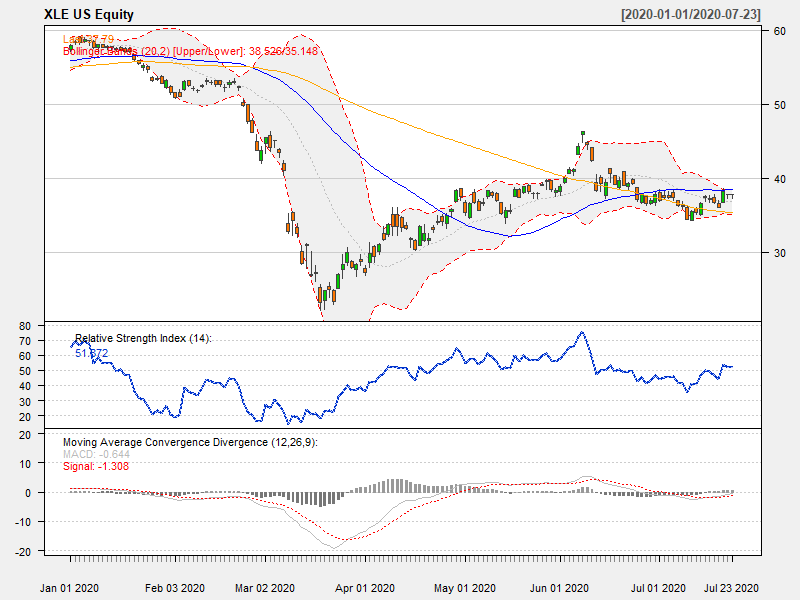 XLE US Equity [2020-01-01/2020-07-23]
Last 37.79
Bollinger Bands (20,2) [Upper/Lower]: 38.526/35.148
60
50
40
30
Relative Strength Index (14):
51.872
80
70
60
50
40
30
20
Moving Average Convergence Divergence (12,26,9):
MACD: -0.644
Signal: -1.308
20
10
0
-10
-20
Jan 01 2020 Feb 03 2020 Mar 02 2020 Apr 01 2020 May 01 2020 Jun 01 2020 Jul 01 2020 Jul 23 2020